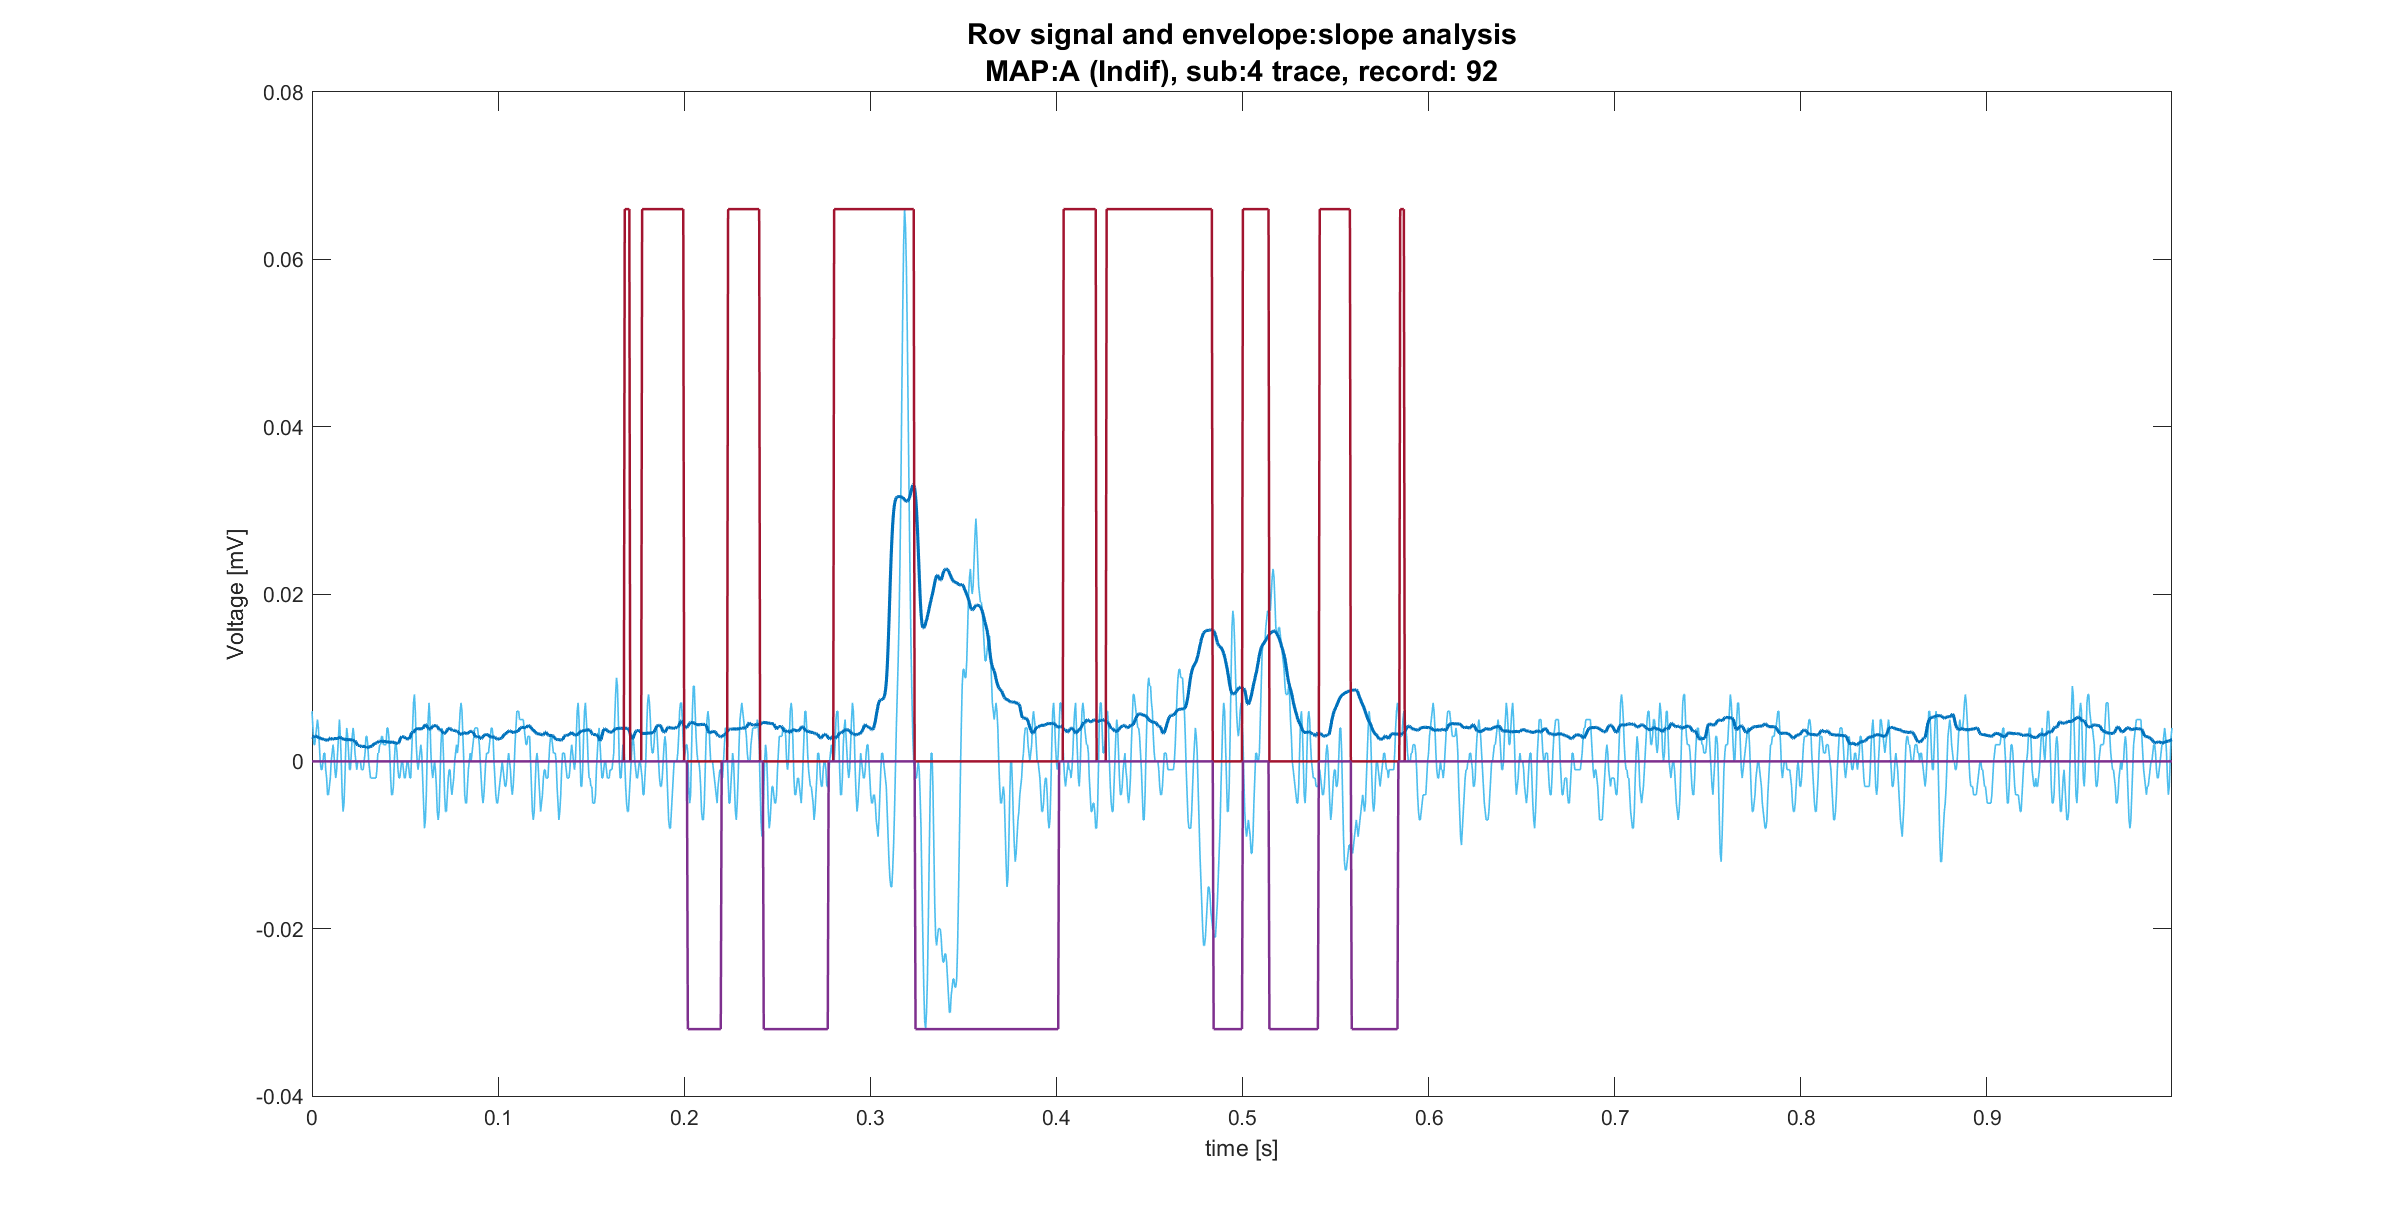 Rov signal and envelope:slope analysis
MAP:A (Indif), sub:4 trace, record: 92
0.08
0.06
0.04
0.02
0
-0.02
-0.04
Voltage [mV]
0 0.1 0.2 0.3 0.4 0.5 0.6 0.7 0.8 0.9
time [s]